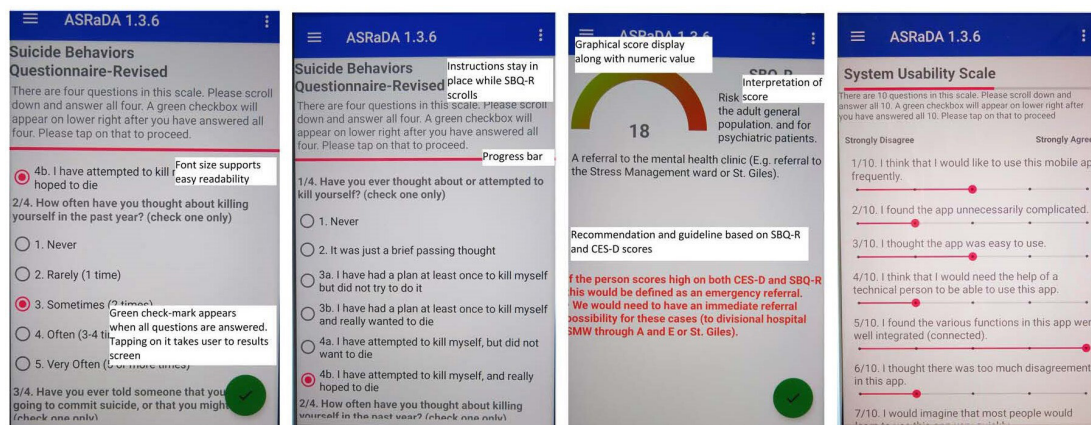 ASRaDA 1.3.6
Suicide Behaviors
Questionnaire-Revised
There are four questions in this scale. Please scroll
down and answer all four. A green checkbox will
appear on lower right after you have answered all
four. Please tap on that to proceed.
4b. I have attempted to kill
hoped to die
Font size supports
easy readability
2/4. How often have you thought about killing
yourself in the past year? (check one only)
1. Never
2. Rarely (1 time)
3. Sometimes (2 times)
4. Often (3-4
5. Very Often (5 or more times)
Green check-mark appears
when all questions are answered.
Tapping on it takes user to results
screen
3/4. Have you ever told someone that you
going to commit suicide, or that you might
(check one only)
ASRaDA 1.3.6
Suicide Behaviors
Questionnaire-Revised
Instructions stay in
place while SBQ-R
scrolls
There are four questions in this scale. Please scroll
down and answer all four. A green checkbox will
appear on lower right after you have answered all
four. Please tap on that to proceed.
Progress bar
1/4. Have you ever thought about or attempted to
kill yourself? (check one only)
1. Never
2. It was just a brief passing thought
3a. I have had a plan at least once to kill myself
but did not try to do it
3b. I have had a plan at least once to kill myself
and really wanted to die
4a. I have attempted to kill myself, but did not
want to die
4b. I have attempted to kill myself, and really
hoped to die
2/4. How often have you thought about killing
yourself in the past year? (check one only)
ASRaDA 1.3.6
Graphical score display
along with numeric value
SBQ-R
Interpretation of
score
Risk
the adult general
population. and for
psychiatric patients.
18
A referral to the mental health clinic (E.g. referral to
the Stress Management ward or St. Giles).
Recommendation and guideline based on SBQ-R
and CES-D scores
f the person scores high on both CES-D and SBQ-R
this would be defined as an emergency referral.
We would need to have an immediate referral
possibility for these cases (to divisional hospital
SMW through A and E or St. Giles).
ASRaDA 1.3.6
System Usability Scale
There are 10 questions in this scale. Please scroll down and
answer all 10. A green checkbox will appear on lower right after
you have answered all 10. Please tap on that to proceed
Strongly Disagree Strongly Agree
1/10. I think that I would like to use this mobile app
frequently.
2/10. I found the app unnecessarily complicated.
3/10. I thought the app was easy to use.
4/10. I think that I would need the help of a
technical person to be able to use this app.
5/10. I found the various functions in this app were
well integrated (connected).
6/10. I thought there was too much disagreement
in this app.
7/10. I would imagine that most people would